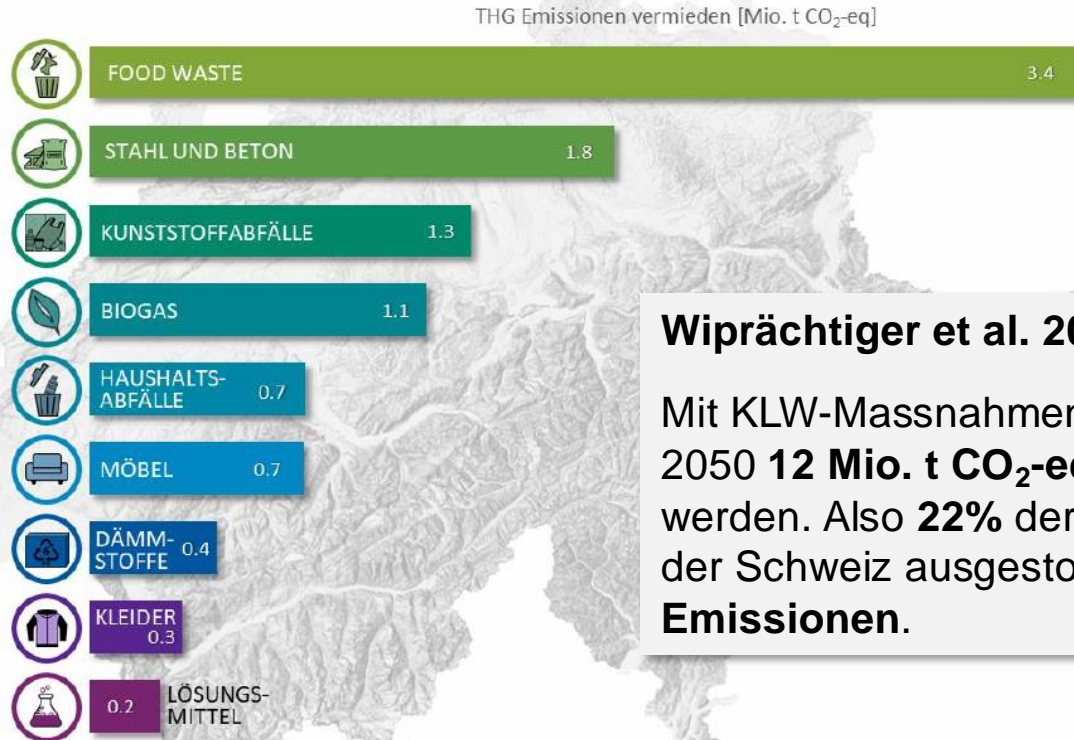 THG Emissionen vermieden [Mio. t CO₂-eq]
FOOD WASTE 3.4
STAHL UND BETON 1.8
KUNSTSTOFFABFÄLLE 1.3
BIOGAS 1.1
HAUSHALTS-
ABFÄLLE 0.7
MÖBEL 0.7
DÄMM-
STOFFE 0.4
KLEIDER
0.3
0.2 LÖSUNGS-
MITTEL
Wiprächtiger et al.
Mit KLW-Massnahmen
2050 12 Mio. t CO₂-eq
werden. Also 22% der
der Schweiz
Emissionen.